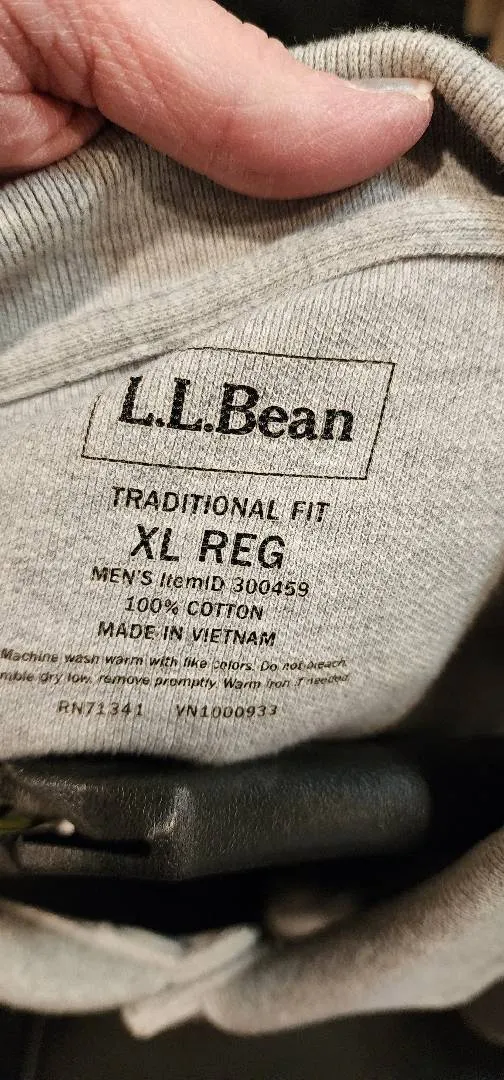 L.L.Bean
TRADITIONAL FIT
XL REG
MEN'S ItemID 300459
100% COTTON
MADE IN VIETNAM
Machine wash warm with like colors. Do not bleach.
mble dry low, remove promptly. Warm iron if needed
RN71341 VN1000933